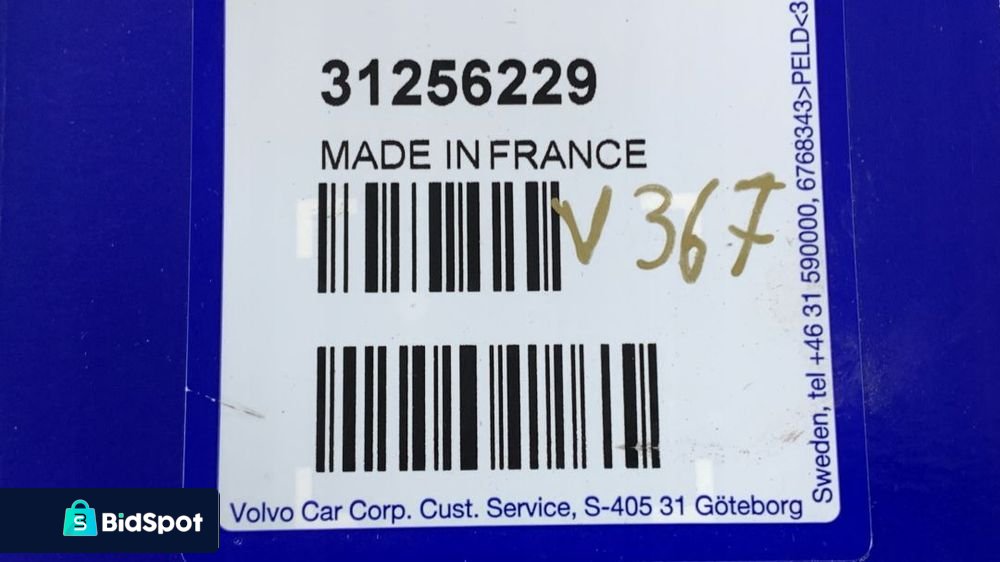 31256229
MADE IN FRANCE
V 367
Volvo Car Corp. Cust. Service, S-405 31 Göteborg
Sweden, tel +46 31 590000, 6768343>PELD<3
BidSpot